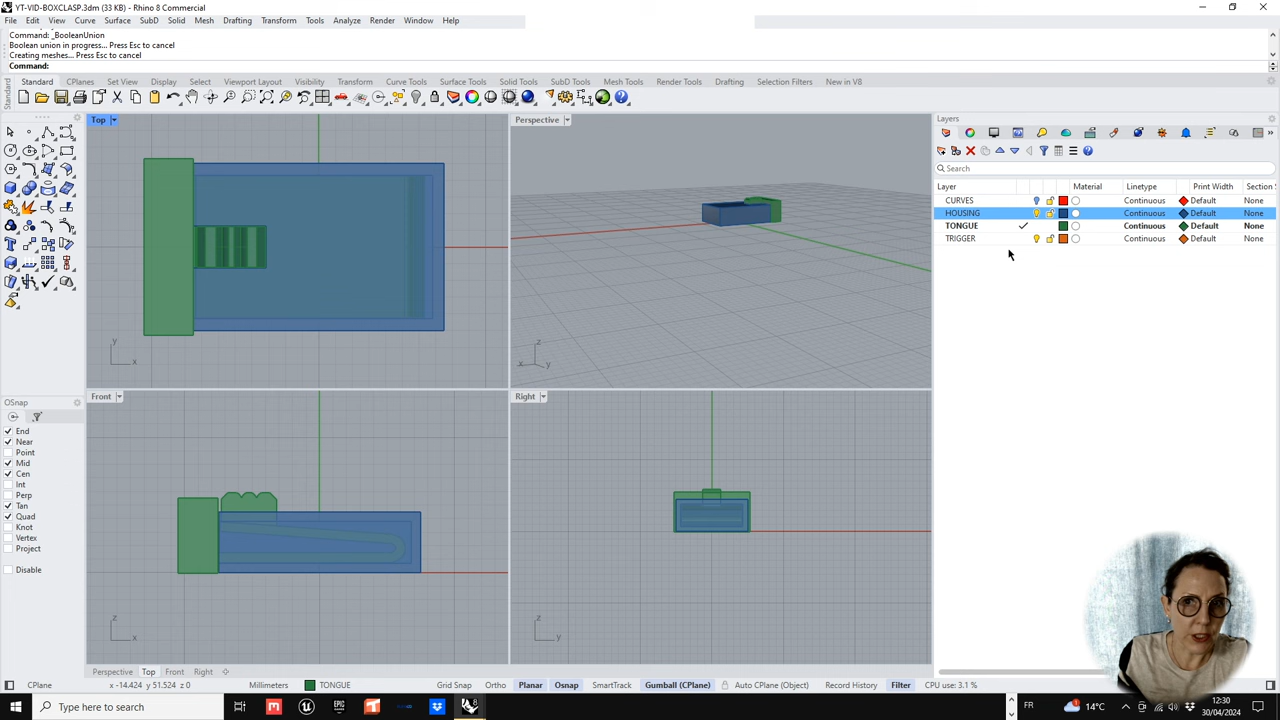 YT-VID-BOXCLASP.3dm (33 KB) - Rhino 8 Commercial
File Edit View Curve Surface SubD Solid Mesh Drafting Transform Tools Analyze Render Window Help
Command: _BooleanUnion
Boolean union in progress... Press Esc to cancel
Creating meshes... Press Esc to cancel
Command:
Standard CPlanes Set View Display Select Viewport Layout Visibility Transform Curve Tools Surface Tools Solid Tools SubD Tools Mesh Tools Render Tools Drafting Selection Filters New in V8
Standard
Top
y
x
Perspective
z
x
y
Front
z
x
Right
z
y
OSnap
End
Near
Point
Mid
Cen
Int
Perp
Tan
Quad
Knot
Vertex
Project
Disable
Layers
Search
Layer Material Linetype Print Width Section
CURVES Continuous Default None
HOUSING Continuous Default None
TONGUE Continuous Default None
TRIGGER Continuous Default None
Perspective Top Front Right
CPlane x -14.424 y 51.524 z 0 Millimeters TONGUE Grid Snap Ortho Planar Osnap SmartTrack Gumball (CPlane) Auto CPlane (Object) Record History Filter CPU use: 3.1 %
Type here to search
14°C
FR
12:30
30/04/2024